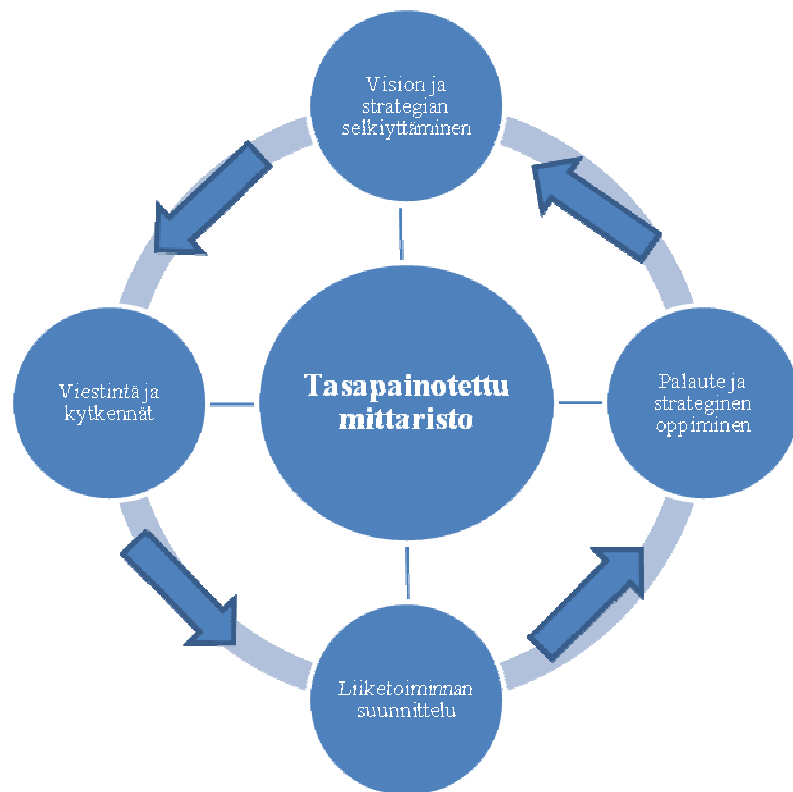 Vision ja
strategian
selkiyttäminen
Viestintä ja
kytkennät
Tasapainotettu
mittaristo
Palaute ja
strateginen
oppiminen
Liiketoiminnan
suunnittelu